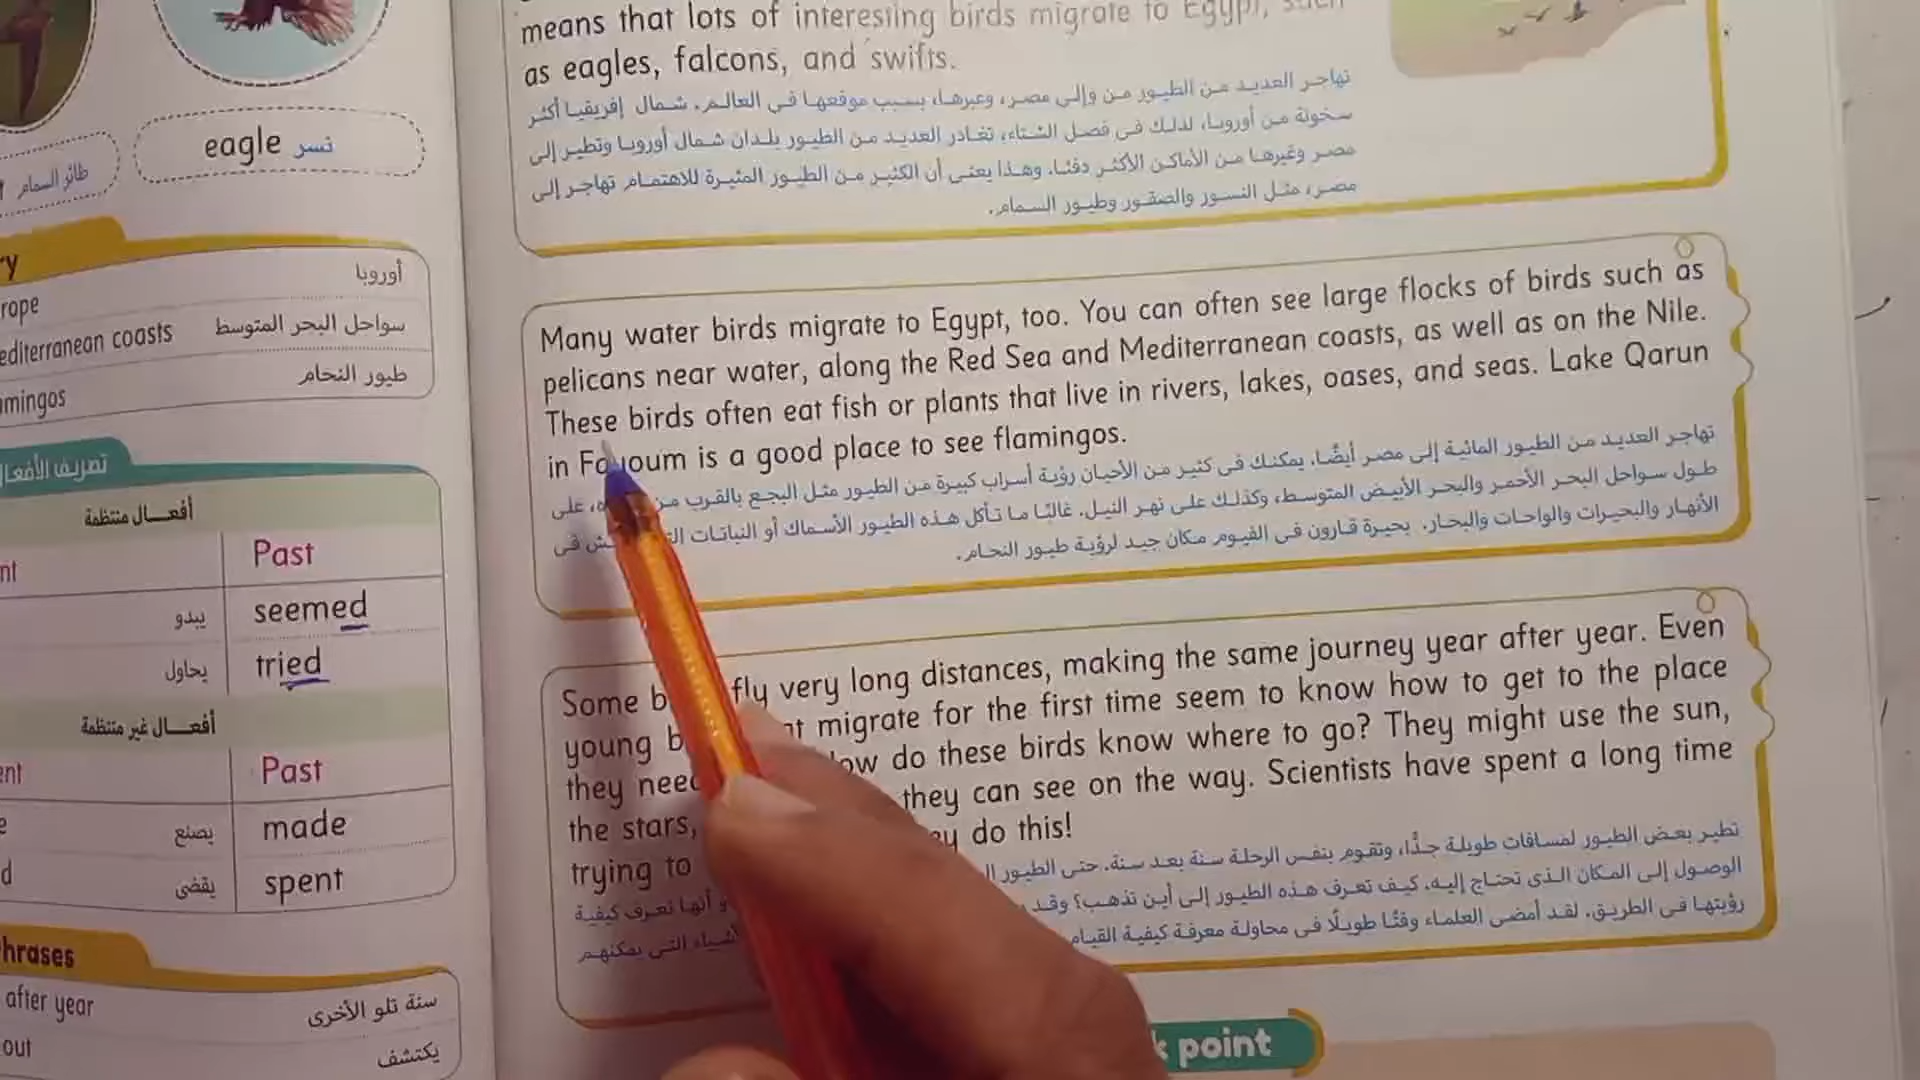 eagle نسر
طائر السمام
ry
rope أوروبا
editerranean coasts سواحل البحر المتوسط
amingos طيور النحام
تصريف الأفعال
أفعـــال منتظمة
nt Past
يبدو seemed
يحاول tried
أفعـــال غير منتظمة
ent Past
e يصنع made
d يقضى spent
hrases
after year سنة تلو الأخرى
out يكتشف
means that lots of interesting birds migrate to Egypt, such
as eagles, falcons, and swifts.
تهاجر العديد من الطيور من وإلى مصر، وعبرها، بسبب موقعها فى العالم. شمال إفريقيا أكثر
سخونة من أوروبا، لذلك فى فصل الشتاء، تغادر العديد من الطيور بلدان شمال أوروبا وتطير إلى
مصر وغيرها من الأماكن الأكثر دفئا. وهذا يعنى أن الكثير من الطيور المثيرة للاهتمام تهاجر إلى
مصر، مثل النسور والصقور وطيور السمام.
Many water birds migrate to Egypt, too. You can often see large flocks of birds such as
pelicans near water, along the Red Sea and Mediterranean coasts, as well as on the Nile.
These birds often eat fish or plants that live in rivers, lakes, oases, and seas. Lake Qarun
in Fayoum is a good place to see flamingos.
تهاجر العديد من الطيور المائية إلى مصر أيضًا. يمكنك فى كثير من الأحيان رؤية أسراب كبيرة من الطيور مثل البجع بالقرب من على
طول سواحل البحر الأحمر والبحر الأبيض المتوسط، وكذلك على نهر النيل. غالبًا ما تأكل هذه الطيور الأسماك أو النباتات فى
الأنهار والبحيرات والواحات والبحار. بحيرة قارون فى الفيوم مكان جيد لرؤية طيور النحام.
Some fly very long distances, making the same journey year after year. Even
young migrate for the first time seem to know how to get to the place
they need do these birds know where to go? They might use the sun,
the stars, they can see on the way. Scientists have spent a long time
trying to do this!
تطير بعض الطيور لمسافات طويلة جدًّا، وتقوم بنفس الرحلة سنة بعد سنة. حتى الطيور
أنها تعرف كيفية الوصول إلى المكان الذى تحتاج إليه. كيف تعرف هذه الطيور إلى أين تذهب؟ وقد
التى يمكنهم رؤيتها فى الطريق. لقد أمضى العلماء وقتًا طويلًا فى محاولة معرفة كيفية القيام
point